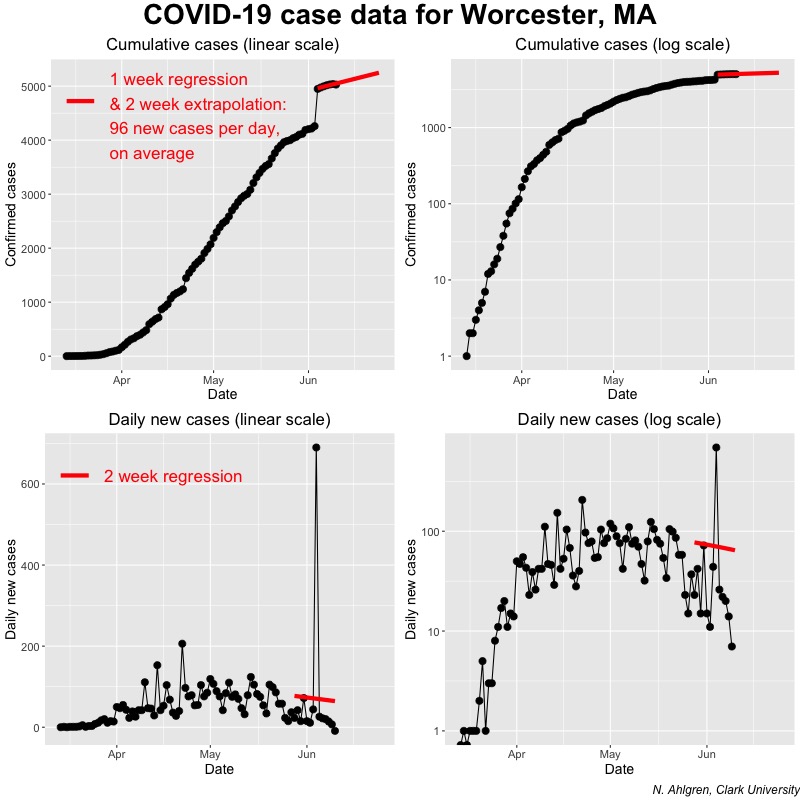 COVID-19 case data for Worcester, MA
Cumulative cases (linear scale)
Confirmed cases
5000
4000
3000
2000
1000
0
1 week regression
& 2 week extrapolation:
96 new cases per day,
on average
Apr May Jun
Date
Cumulative cases (log scale)
Confirmed cases
1000
100
10
1
Apr May Jun
Date
Daily new cases (linear scale)
Daily new cases
600
400
200
0
2 week regression
Apr May Jun
Date
Daily new cases (log scale)
Daily new cases
100
10
1
Apr May Jun
Date
N. Ahlgren, Clark University